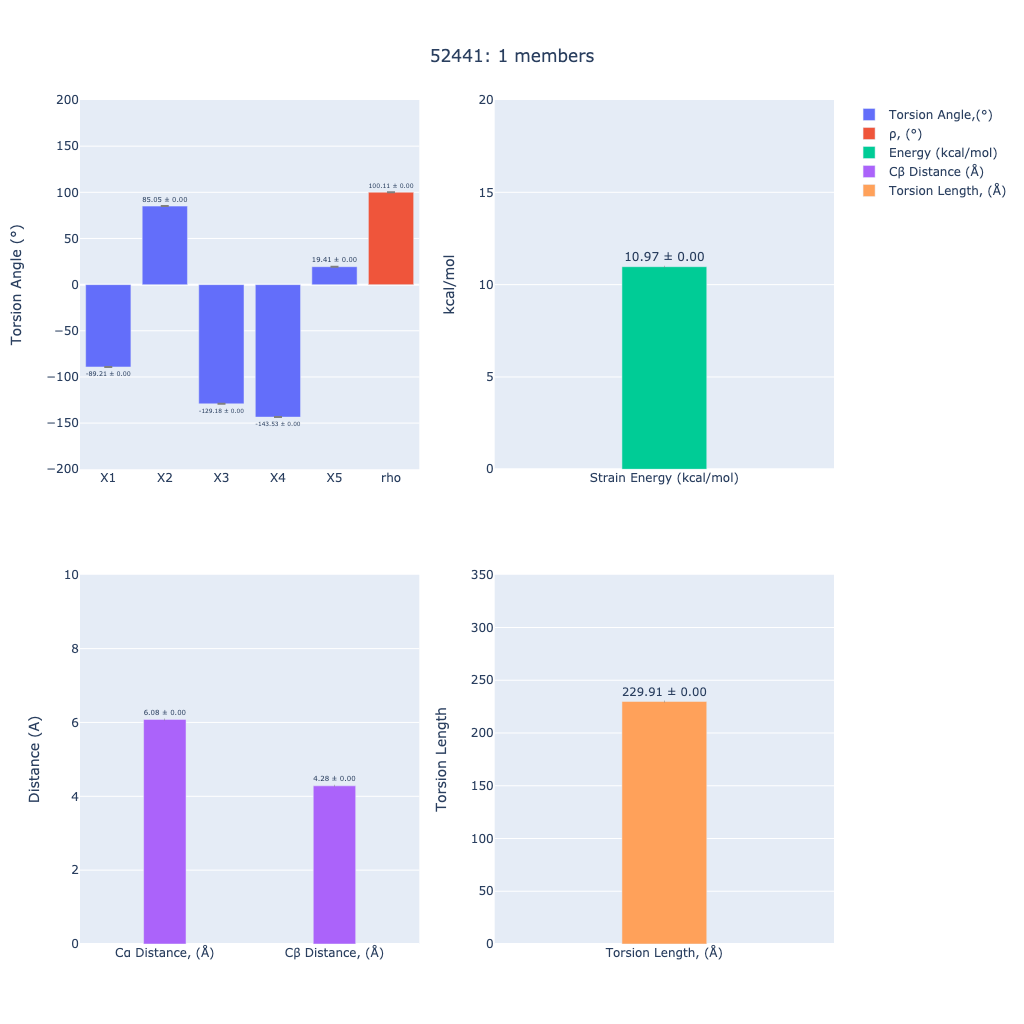 52441: 1 members
Torsion Angle (°)
200
150
100
50
0
−50
−100
−150
−200
-89.21 ± 0.00
85.05 ± 0.00
-129.18 ± 0.00
-143.53 ± 0.00
19.41 ± 0.00
100.11 ± 0.00
X1 X2 X3 X4 X5 rho
kcal/mol
20
15
10
5
0
10.97 ± 0.00
Strain Energy (kcal/mol)
Torsion Angle,(°)
ρ, (°)
Energy (kcal/mol)
Cβ Distance (Å)
Torsion Length, (Å)
Distance (A)
10
8
6
4
2
0
6.08 ± 0.00
4.28 ± 0.00
Cα Distance, (Å) Cβ Distance, (Å)
Torsion Length
350
300
250
200
150
100
50
0
229.91 ± 0.00
Torsion Length, (Å)